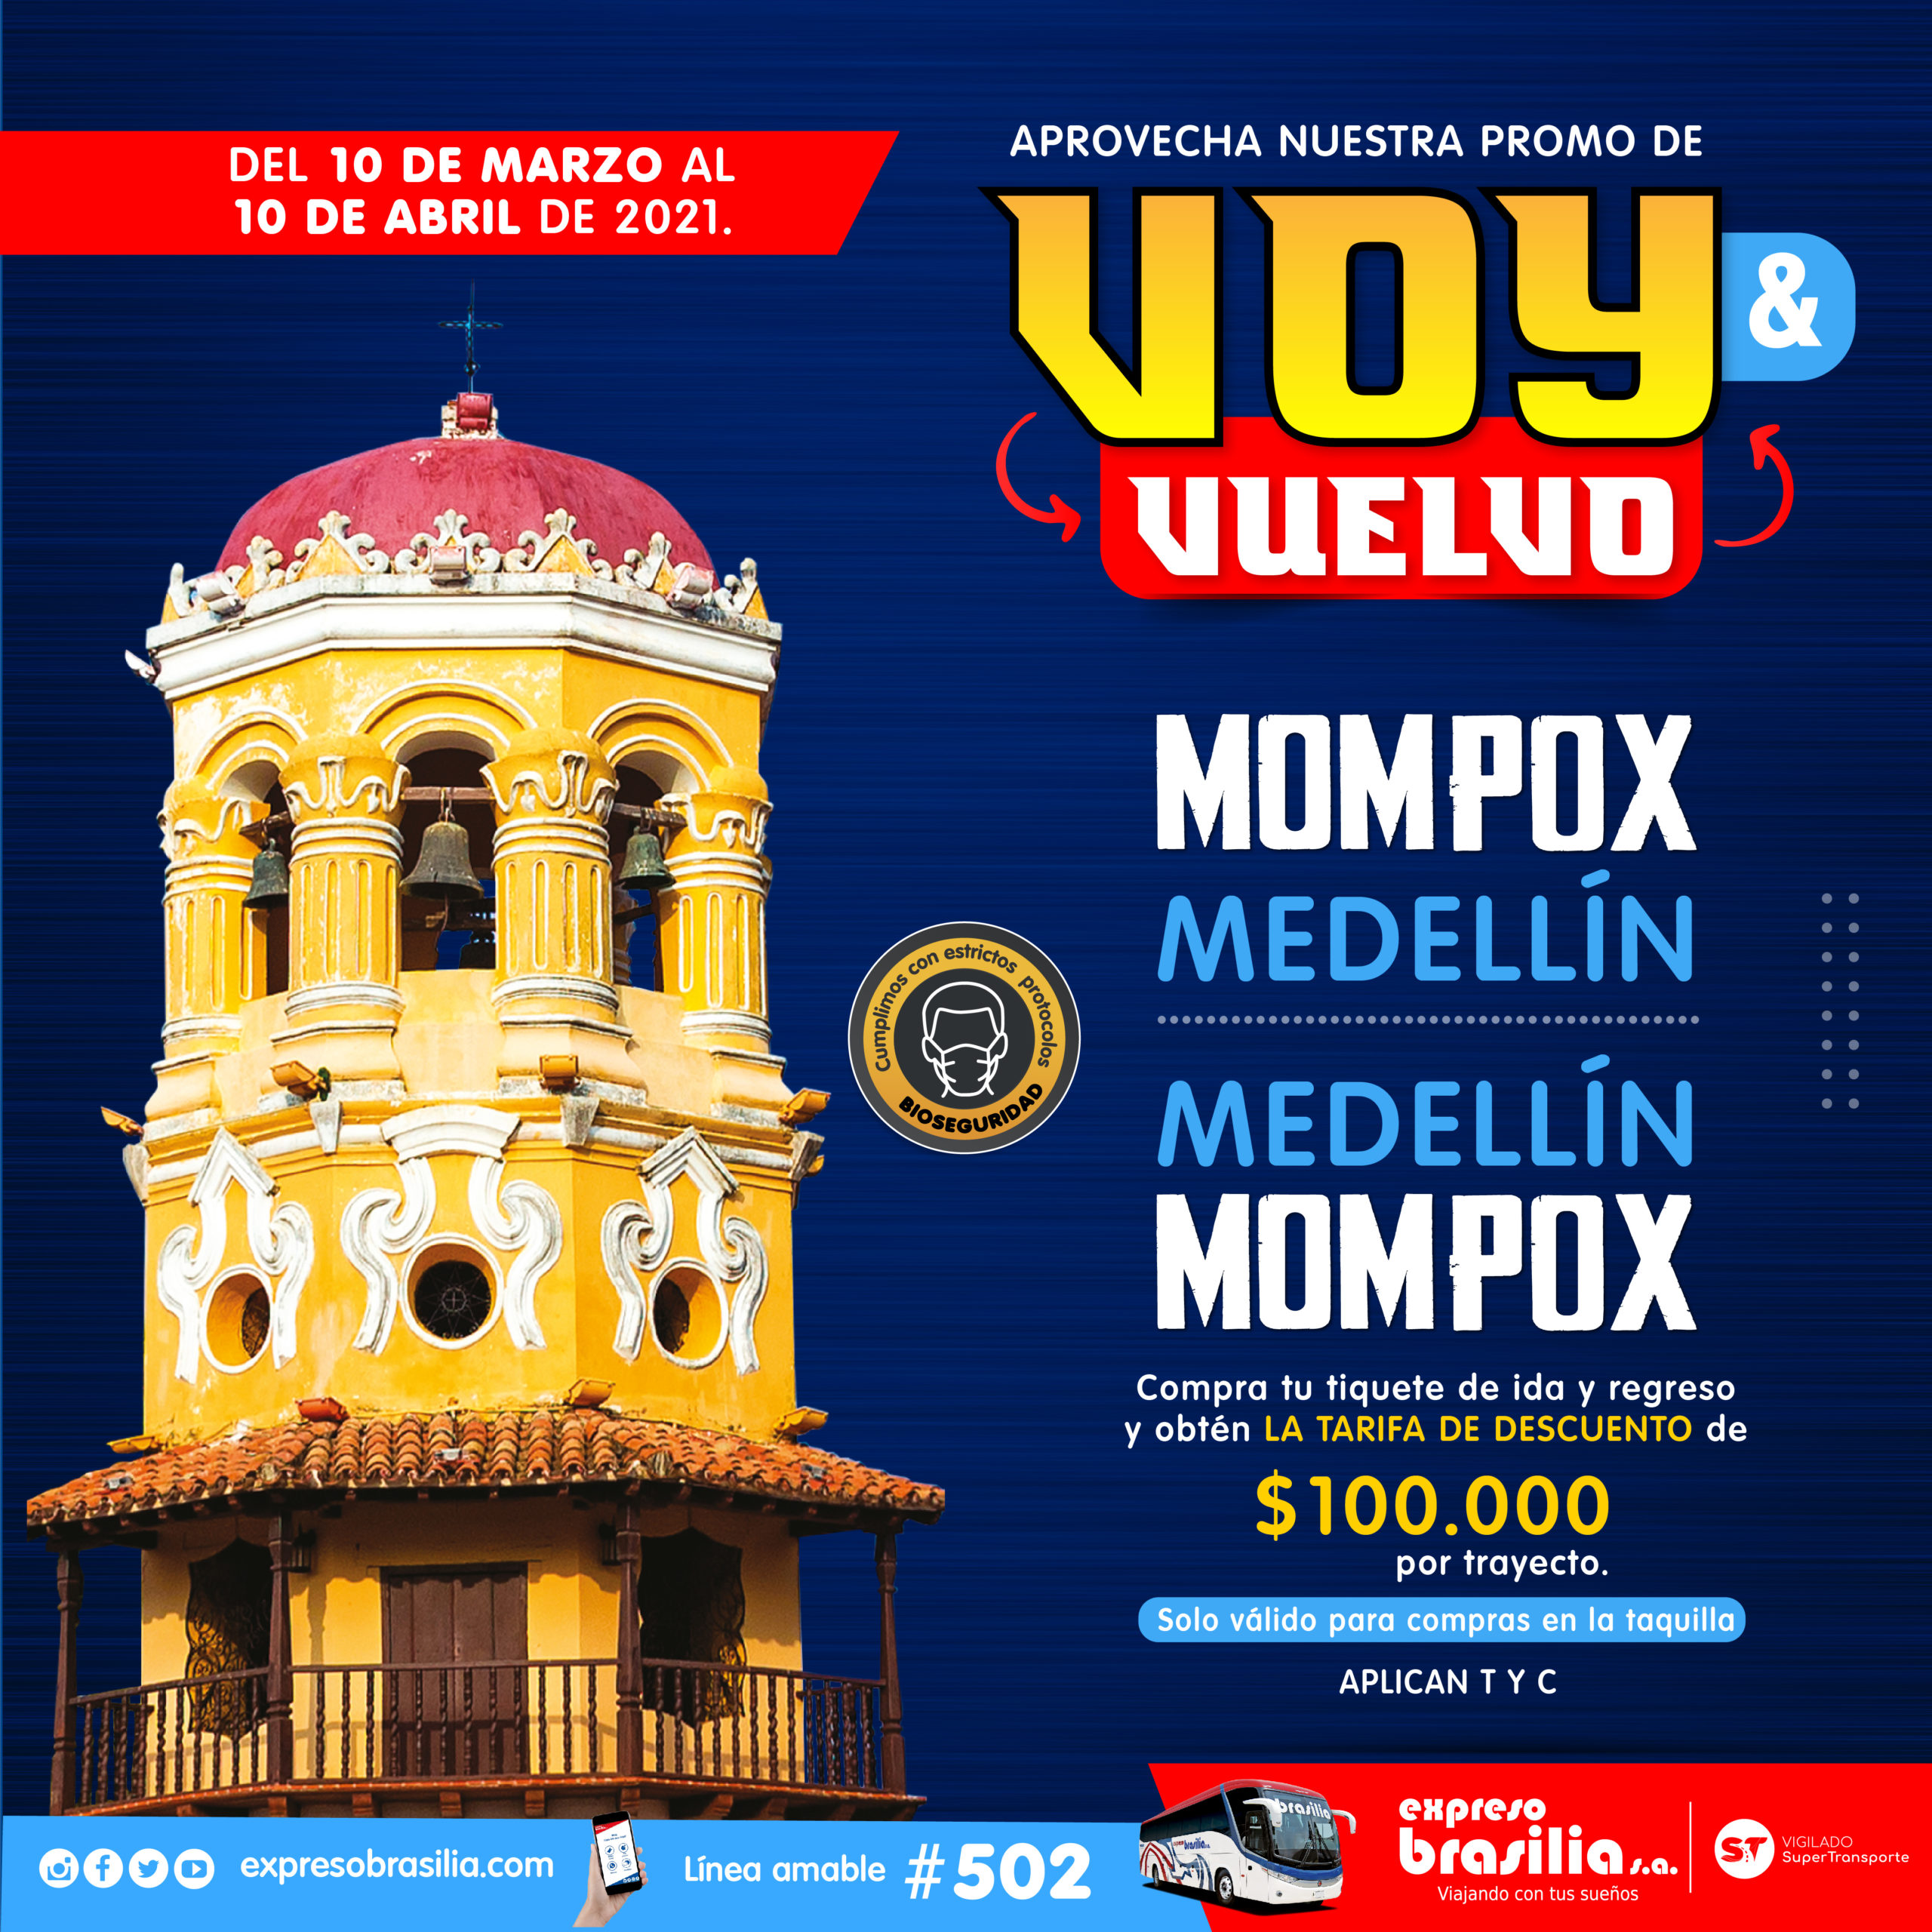 DEL 10 DE MARZO AL
10 DE ABRIL DE 2021.
APROVECHA NUESTRA PROMO DE
VOY
&
VUELVO
MOMPOX
MEDELLÍN
MEDELLÍN
MOMPOX
Cumplimos con estrictos protocolos
BIOSEGURIDAD
Compra tu tiquete de ida y regreso
y obtén LA TARIFA DE DESCUENTO de
$100.000
por trayecto.
Solo válido para compras en la taquilla
APLICAN T Y C
expresobrasilia.com
Línea amable #502
brasilia
brasilia
expreso
brasilia s.a.
Viajando con tus sueños
ST
VIGILADO
SuperTransporte